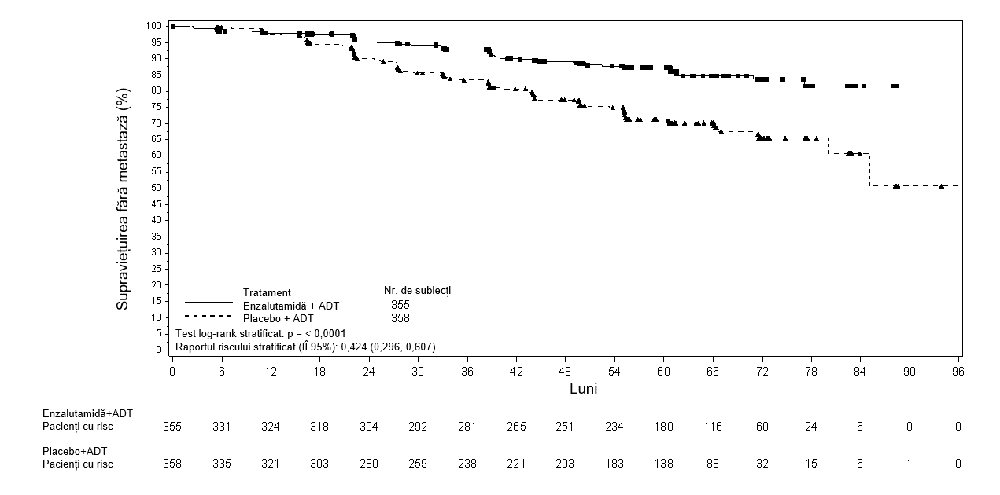 Supraviețuirea fără metastază (%)
100
95
90
85
80
75
70
65
60
55
50
45
40
35
30
25
20
15
10
5
0
Tratament Nr. de subiecți
Enzalutamidă + ADT 355
Placebo + ADT 358
Test log-rank stratificat: p = < 0,0001
Raportul riscului stratificat (IÎ 95%): 0,424 (0,296, 0,607)
0 6 12 18 24 30 36 42 48 54 60 66 72 78 84 90 96
Luni
Enzalutamidă+ADT :
Pacienți cu risc 355 331 324 318 304 292 281 265 251 234 180 116 60 24 6 0 0
Placebo+ADT
Pacienți cu risc 358 335 321 303 280 259 238 221 203 183 138 88 32 15 6 1 0